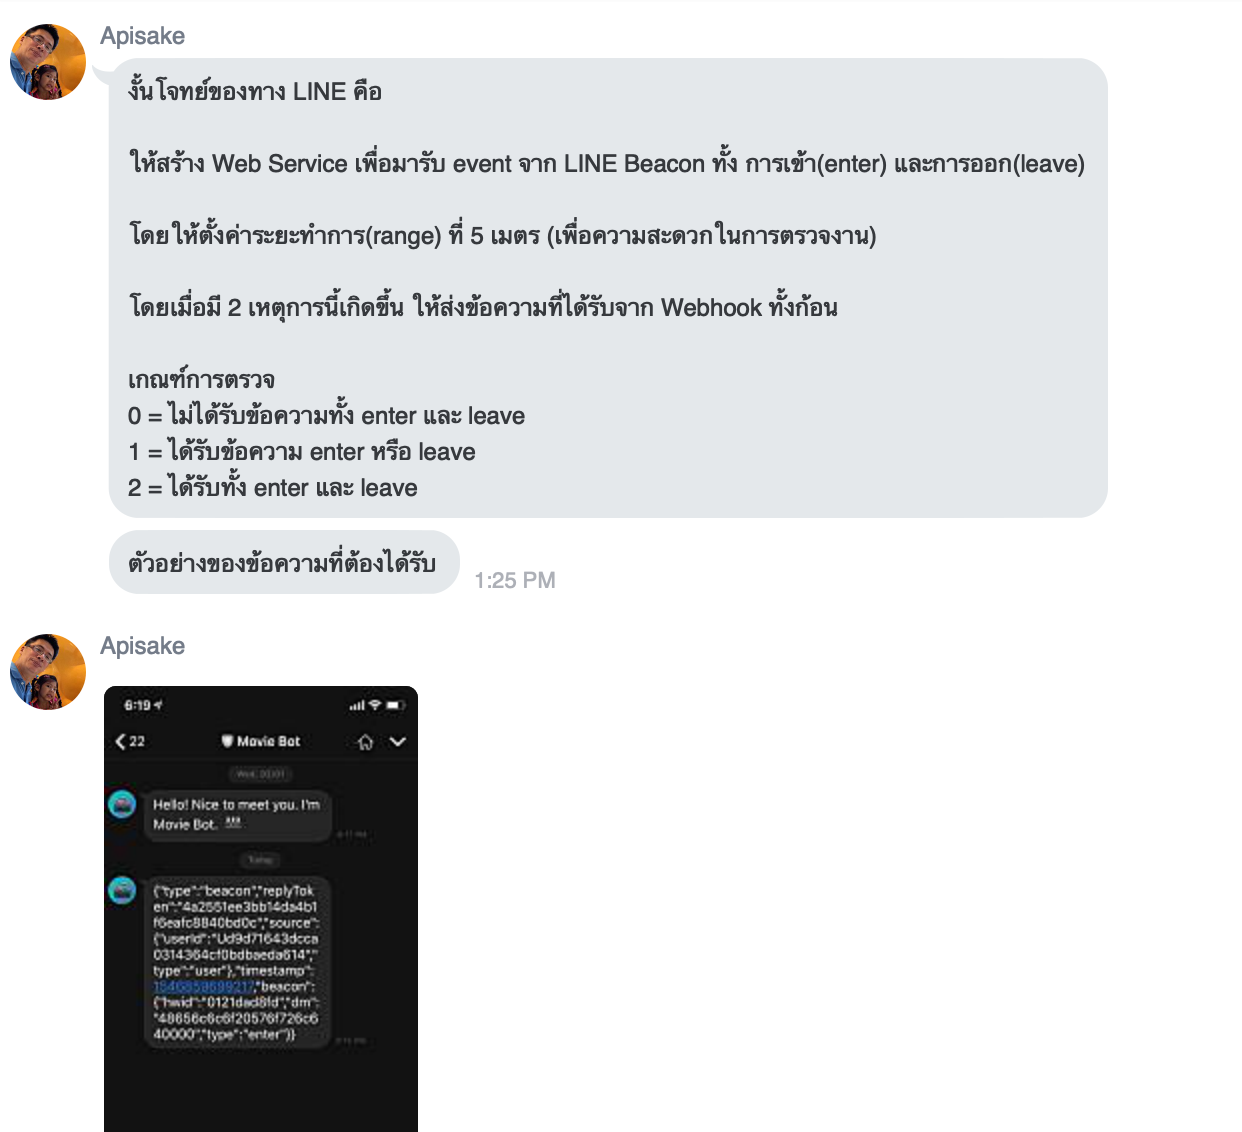 Apisake
งั้นโจทย์ของทาง LINE คือ
ให้สร้าง Web Service เพื่อมารับ event จาก LINE Beacon ทั้ง การเข้า(enter) และการออก(leave)
โดยให้ตั้งค่าระยะทำการ(range) ที่ 5 เมตร (เพื่อความสะดวกในการตรวจงาน)
โดยเมื่อมี 2 เหตุการนี้เกิดขึ้น ให้ส่งข้อความที่ได้รับจาก Webhook ทั้งก้อน
เกณฑ์การตรวจ
0 = ไม่ได้รับข้อความทั้ง enter และ leave
1 = ได้รับข้อความ enter หรือ leave
2 = ได้รับทั้ง enter และ leave
ตัวอย่างของข้อความที่ต้องได้รับ
1:25 PM
Apisake
6:19
22 Movie Bot
Hello! Nice to meet you. I'm
Movie Bot.
Today
{"type":"beacon","replyTok
en":"4a2551ee3bb14da4b1
f6eafc8840bd0c","source":
{"userId":"Ud9d71643dcca
0314364cf0bdbaeda614","
type":"user"},"timestamp":
"beacon":
{"hwid":"0121dad8fd","dm":
"48656c6c6f20576f726c6
40000","type":"enter"}}